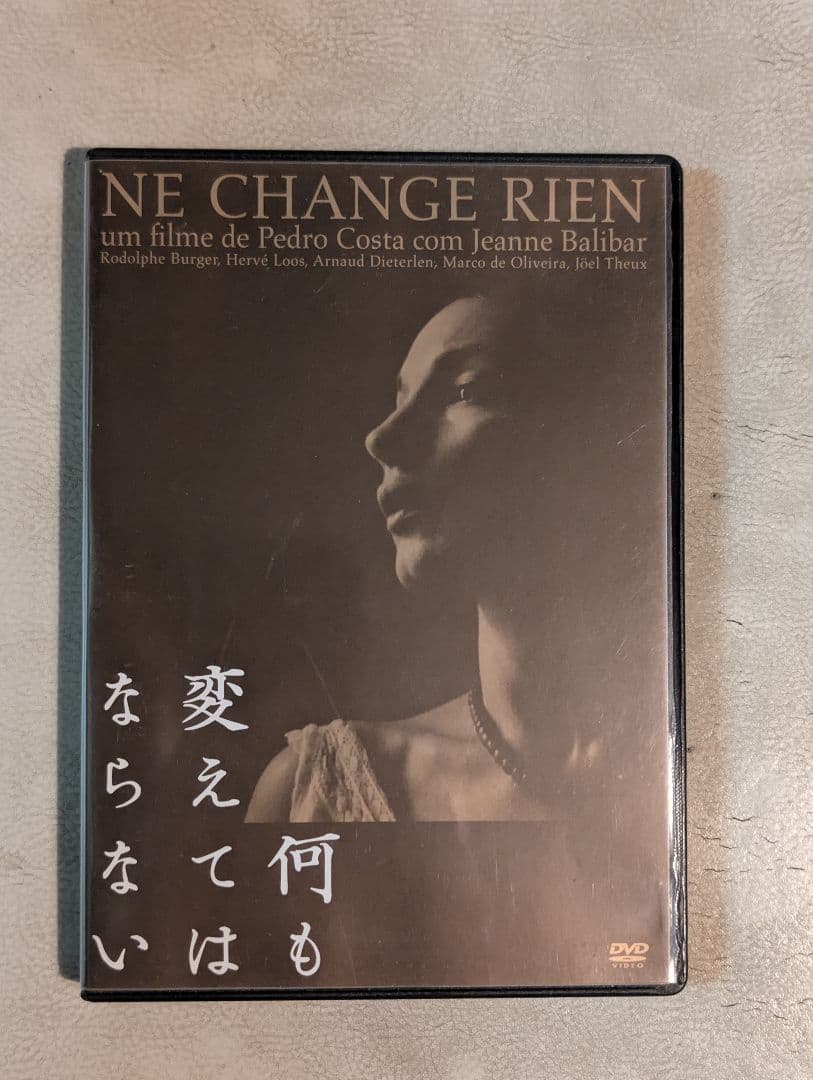 NE CHANGE RIEN
um filme de Pedro Costa com Jeanne Balibar
Rodolphe Burger, Hervé Loos, Arnaud Dieterlen, Marco de Oliveira, Jöel Theux
何も
変えては
ならない
DVD
VIDEO